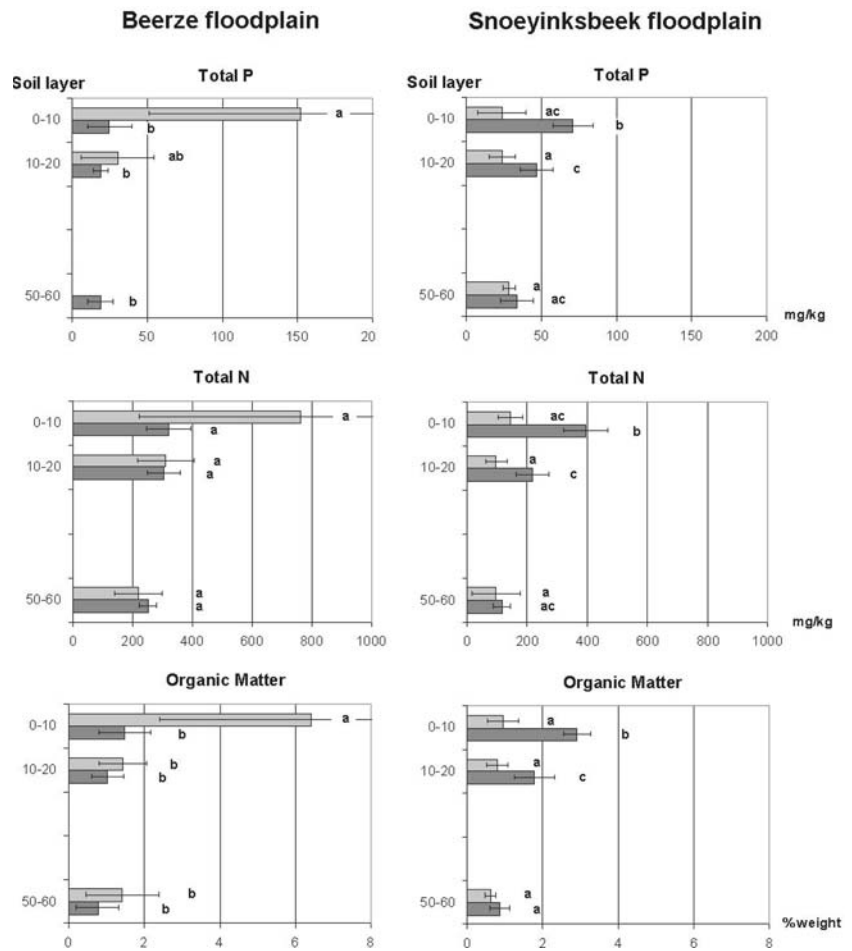 Beerze floodplain
Snoeyinksbeek floodplain
Total P
Soil layer
0-10
a
b
10-20
ab
b
50-60
b
0 50 100 150 20
Total P
Soil layer
0-10
ac
b
10-20
a
c
50-60
a
ac
0 50 100 150 200
mg/kg
Total N
0-10
a
a
10-20
a
a
50-60
a
a
0 200 400 600 800 1000
Total N
0-10
ac
b
10-20
a
c
50-60
a
ac
0 200 400 600 800 1000
mg/kg
Organic Matter
0-10
a
b
10-20
b
b
50-60
b
b
0 2 4 6 8
Organic Matter
0-10
a
b
10-20
a
c
50-60
a
a
0 2 4 6 8
%weight